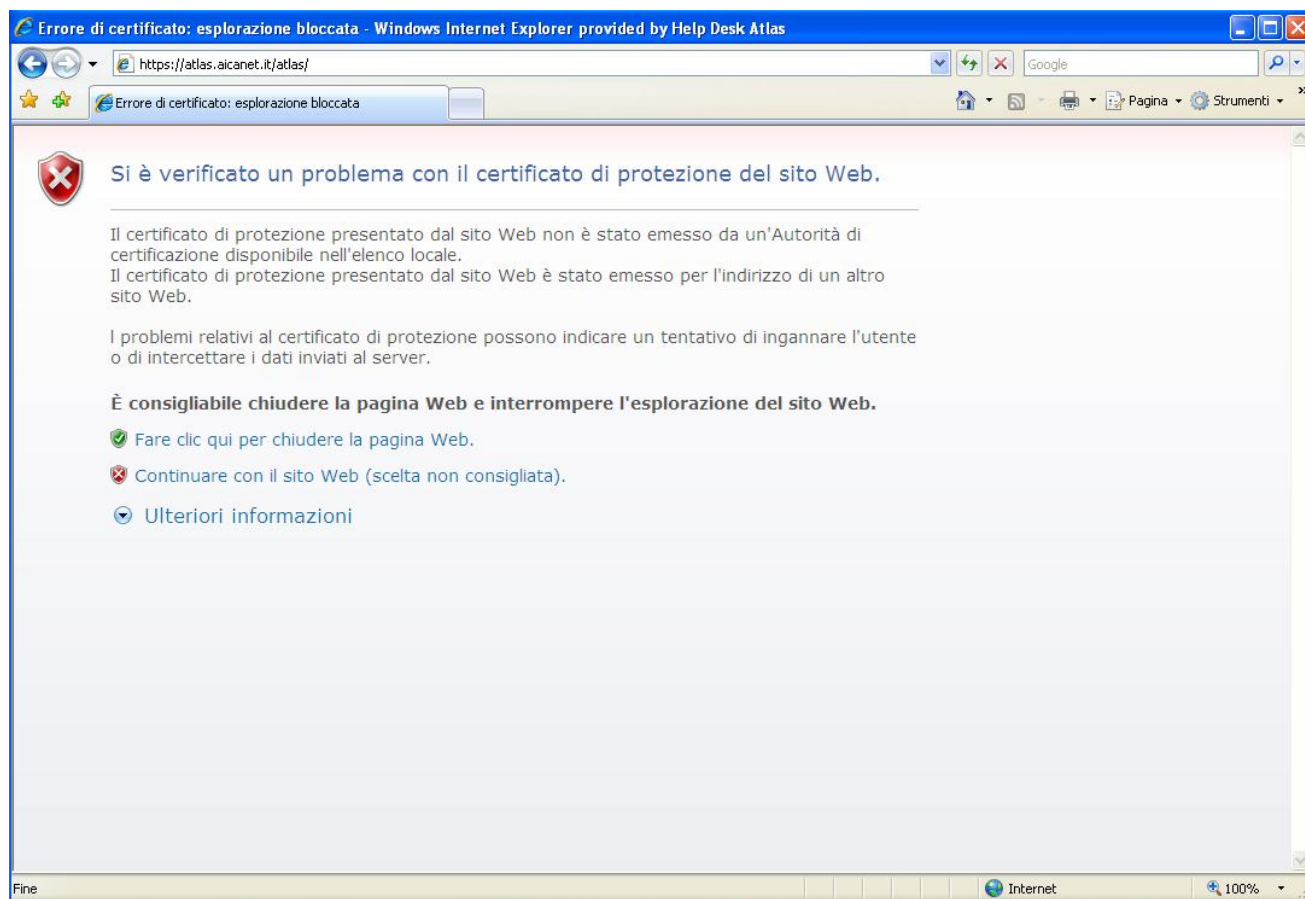 Errore di certificato: esplorazione bloccata - Windows Internet Explorer provided by Help Desk Atlas
https://atlas.aicanet.it/atlas/
Google
Errore di certificato: esplorazione bloccata
Pagina
Strumenti
Si è verificato un problema con il certificato di protezione del sito Web.
Il certificato di protezione presentato dal sito Web non è stato emesso da un'Autorità di
certificazione disponibile nell'elenco locale.
Il certificato di protezione presentato dal sito Web è stato emesso per l'indirizzo di un altro
sito Web.
I problemi relativi al certificato di protezione possono indicare un tentativo di ingannare l'utente
o di intercettare i dati inviati al server.
È consigliabile chiudere la pagina Web e interrompere l'esplorazione del sito Web.
Fare clic qui per chiudere la pagina Web.
Continuare con il sito Web (scelta non consigliata).
Ulteriori informazioni
Fine
Internet
100%